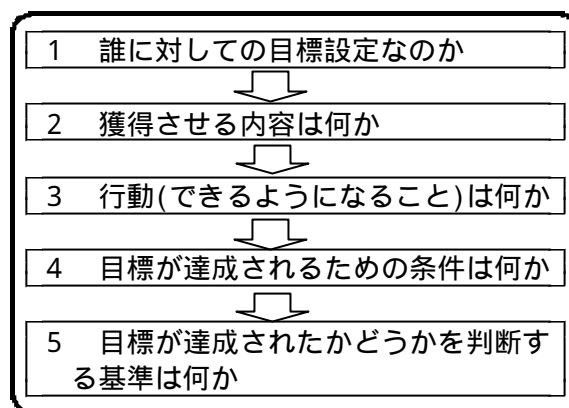 1 誰に対しての目標設定なのか
2 獲得させる内容は何か
3 行動(できるようになること)は何か
4 目標が達成されるための条件は何か
5 目標が達成されたかどうかを判断す
る基準は何か